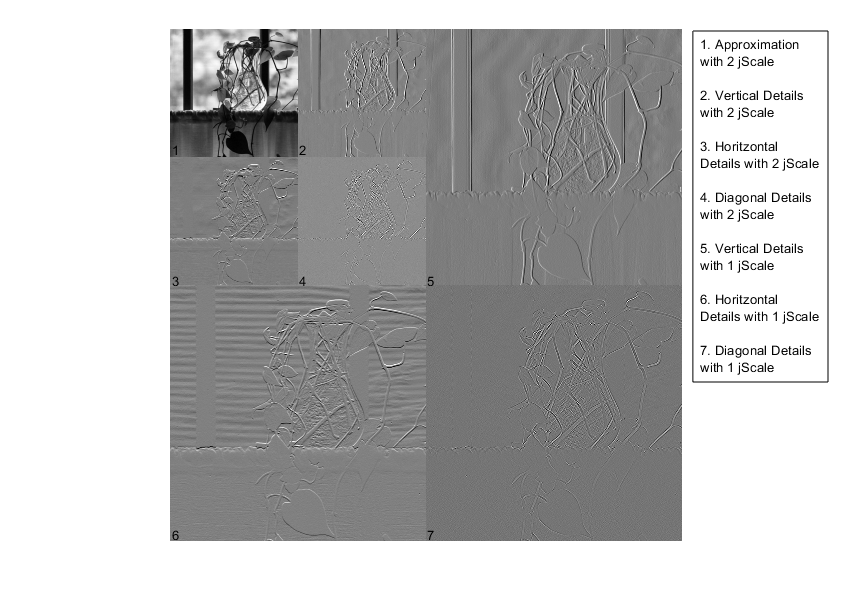 1
2
3
4
5
6
7
1. Approximation
with 2 jScale
2. Vertical Details
with 2 jScale
3. Horitzontal
Details with 2 jScale
4. Diagonal Details
with 2 jScale
5. Vertical Details
with 1 jScale
6. Horitzontal
Details with 1 jScale
7. Diagonal Details
with 1 jScale